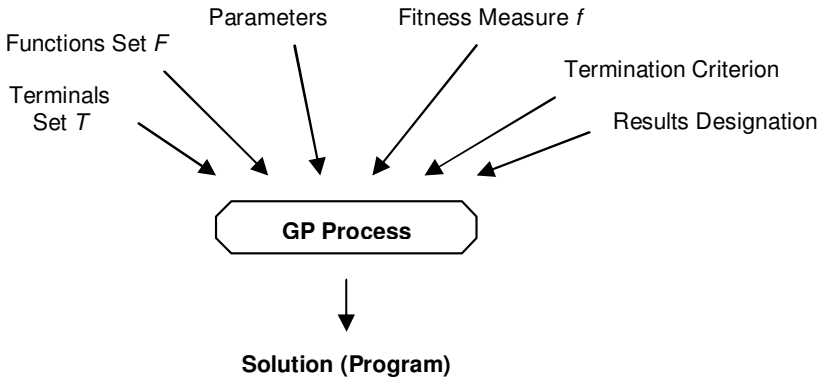 Parameters
Fitness Measure f
Functions Set F
Termination Criterion
Terminals
Set T
Results Designation
GP Process
Solution (Program)